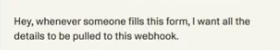 Hey, whenever someone fills this form, I want all the
details to be pulled to this webhook.